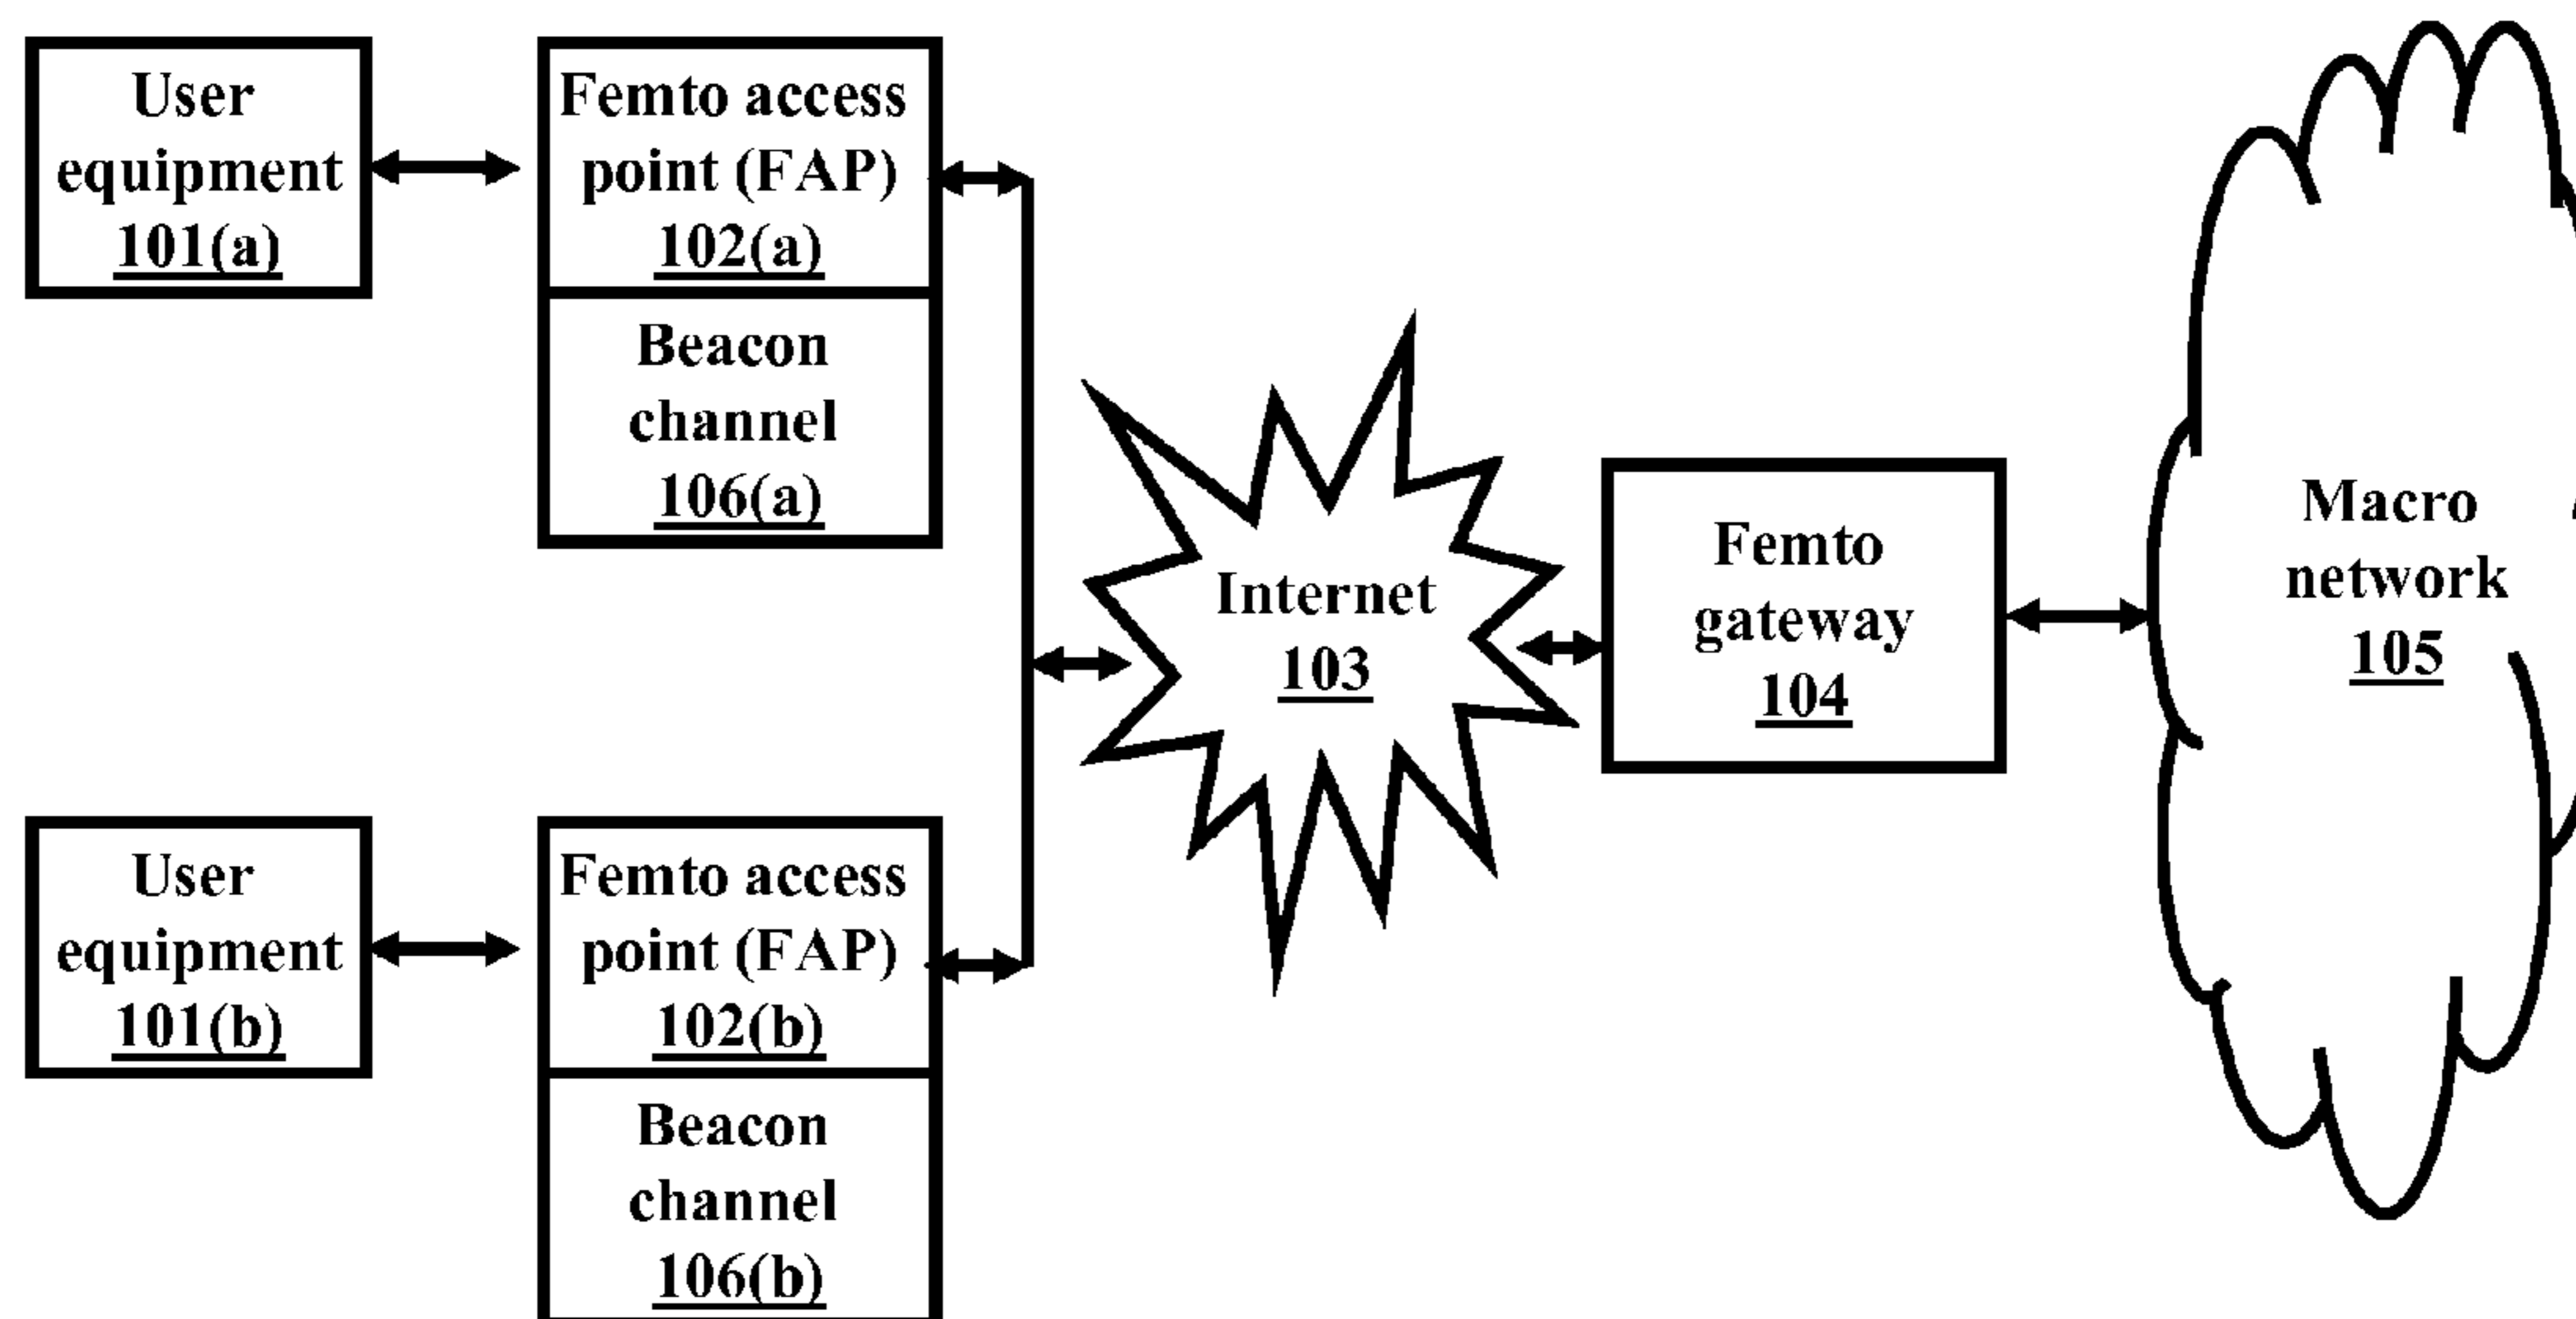 User
equipment
101(a)
Femto access
point (FAP)
102(a)
Beacon
channel
106(a)
Internet
103
Femto
gateway
104
Macro
network
105
User
equipment
101(b)
Femto access
point (FAP)
102(b)
Beacon
channel
106(b)